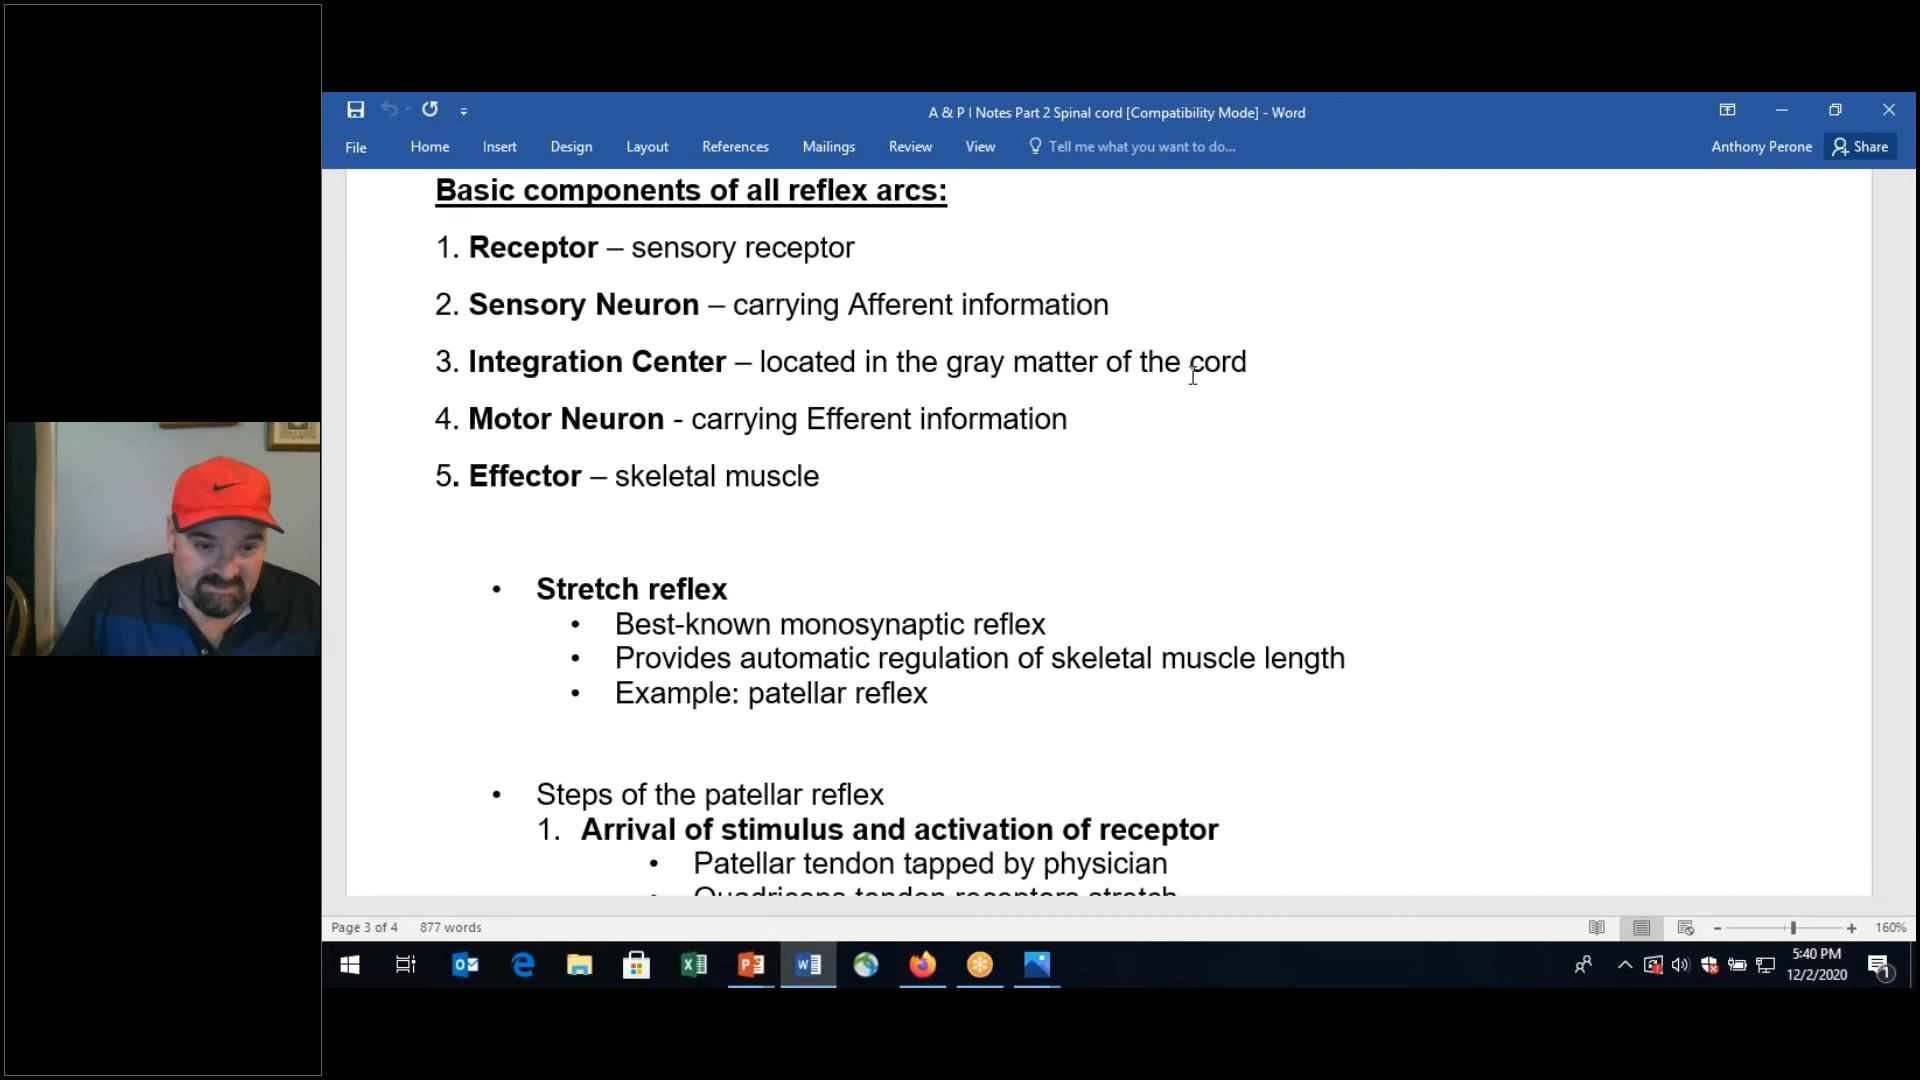 A & P I Notes Part 2 Spinal cord [Compatibility Mode] - Word
File Home Insert Design Layout References Mailings Review View Tell me what you want to do... Anthony Perone Share
Basic components of all reflex arcs:
1. Receptor – sensory receptor
2. Sensory Neuron – carrying Afferent information
3. Integration Center – located in the gray matter of the cord
4. Motor Neuron - carrying Efferent information
5. Effector – skeletal muscle
• Stretch reflex
• Best-known monosynaptic reflex
• Provides automatic regulation of skeletal muscle length
• Example: patellar reflex
• Steps of the patellar reflex
1. Arrival of stimulus and activation of receptor
• Patellar tendon tapped by physician
• Quadriceps tendon receptors stretch
Page 3 of 4 877 words 160%
5:40 PM
12/2/2020
1